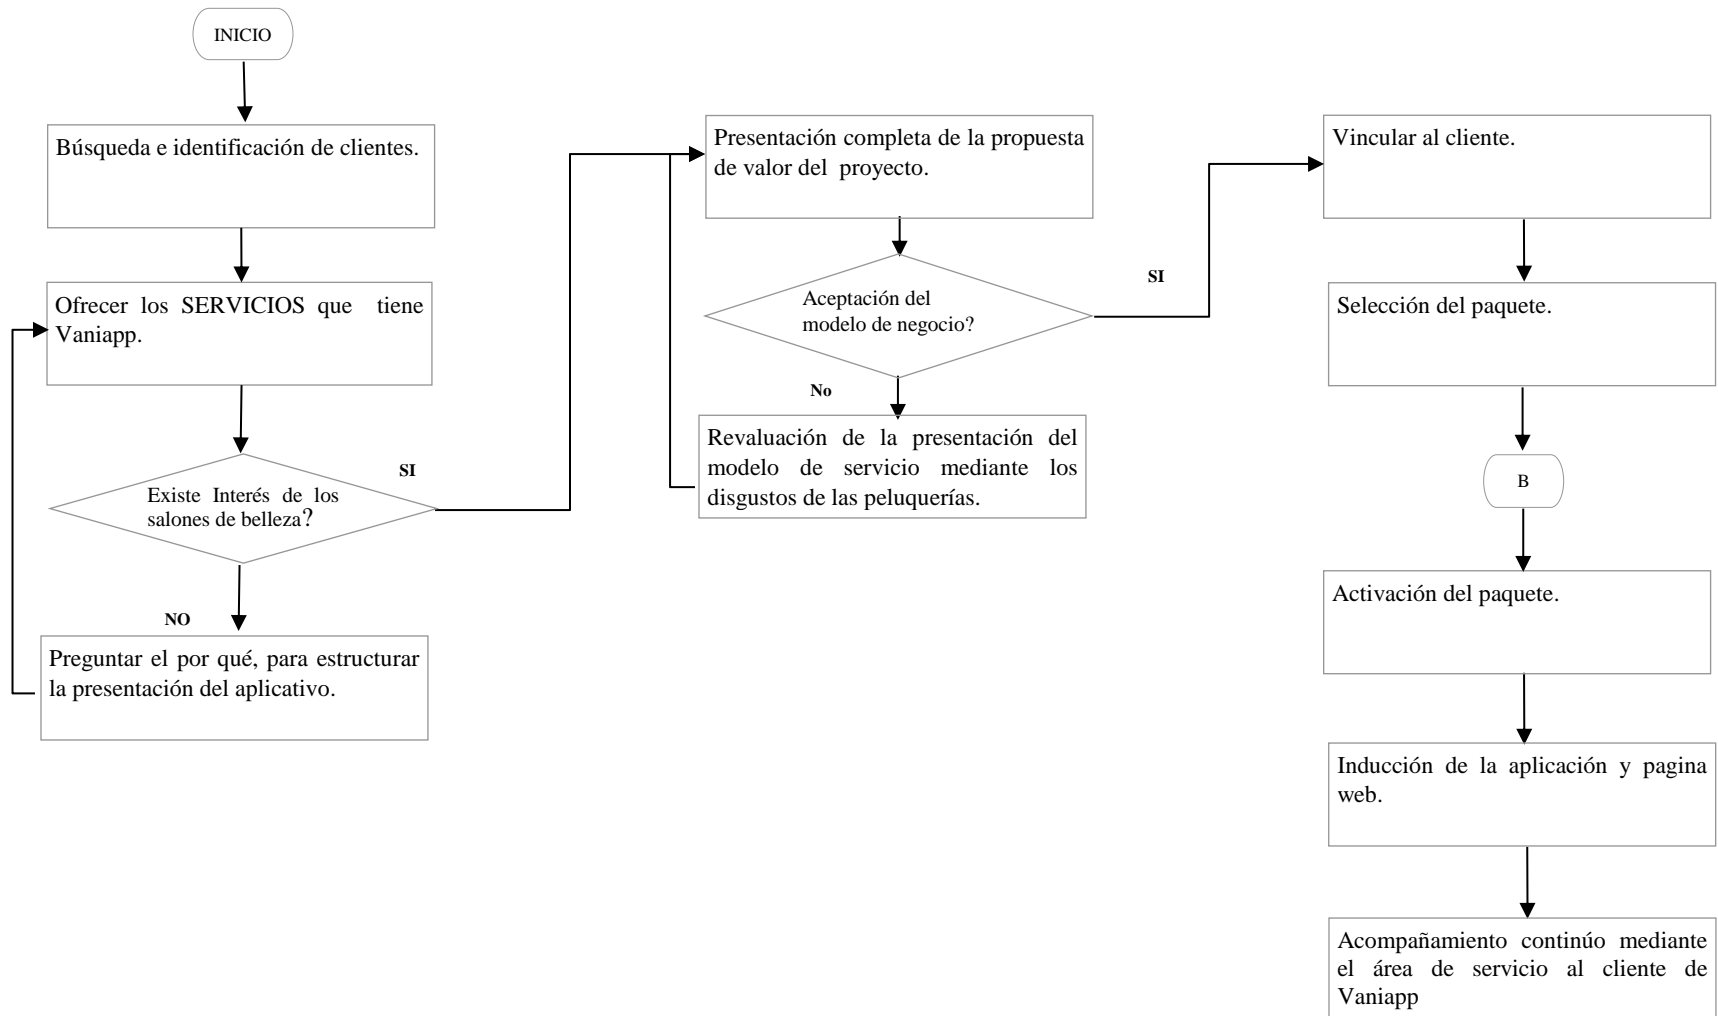 INICIO
Búsqueda e identificación de clientes.
Ofrecer los SERVICIOS que tiene
Vaniapp.
SI
Existe Interés de los
salones de belleza?
NO
Preguntar el por qué, para estructurar
la presentación del aplicativo.
Presentación completa de la propuesta
de valor del proyecto.
SI
Aceptación del
modelo de negocio?
No
Revaluación de la presentación del
modelo de servicio mediante los
disgustos de las peluquerías.
Vincular al cliente.
Selección del paquete.
B
Activación del paquete.
Inducción de la aplicación y pagina
web.
Acompañamiento continúo mediante
el área de servicio al cliente de
Vaniapp